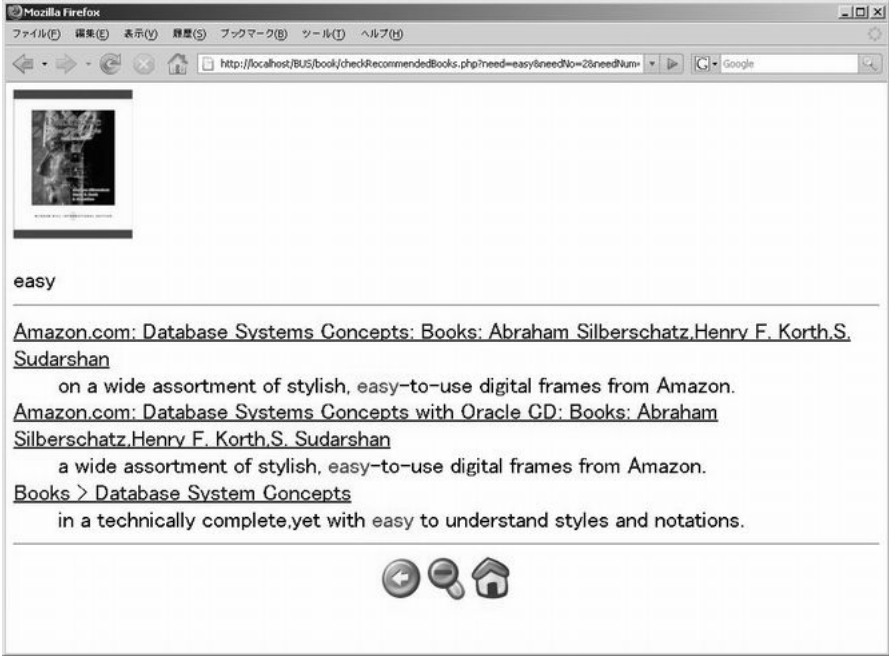 Mozilla Firefox
ファイル(F) 編集(E) 表示(V) 履歴(S) ブックマーク(B) ツール(T) ヘルプ(H)
http://localhost/BUS/book/checkRecommendedBooks.php?need=easy&needNo=2&needNum=
G Google
easy
Amazon.com: Database Systems Concepts: Books: Abraham Silberschatz,Henry F. Korth,S.
Sudarshan
on a wide assortment of stylish, easy-to-use digital frames from Amazon.
Amazon.com: Database Systems Concepts with Oracle CD: Books: Abraham
Silberschatz,Henry F. Korth,S. Sudarshan
a wide assortment of stylish, easy-to-use digital frames from Amazon.
Books > Database System Concepts
in a technically complete,yet with easy to understand styles and notations.